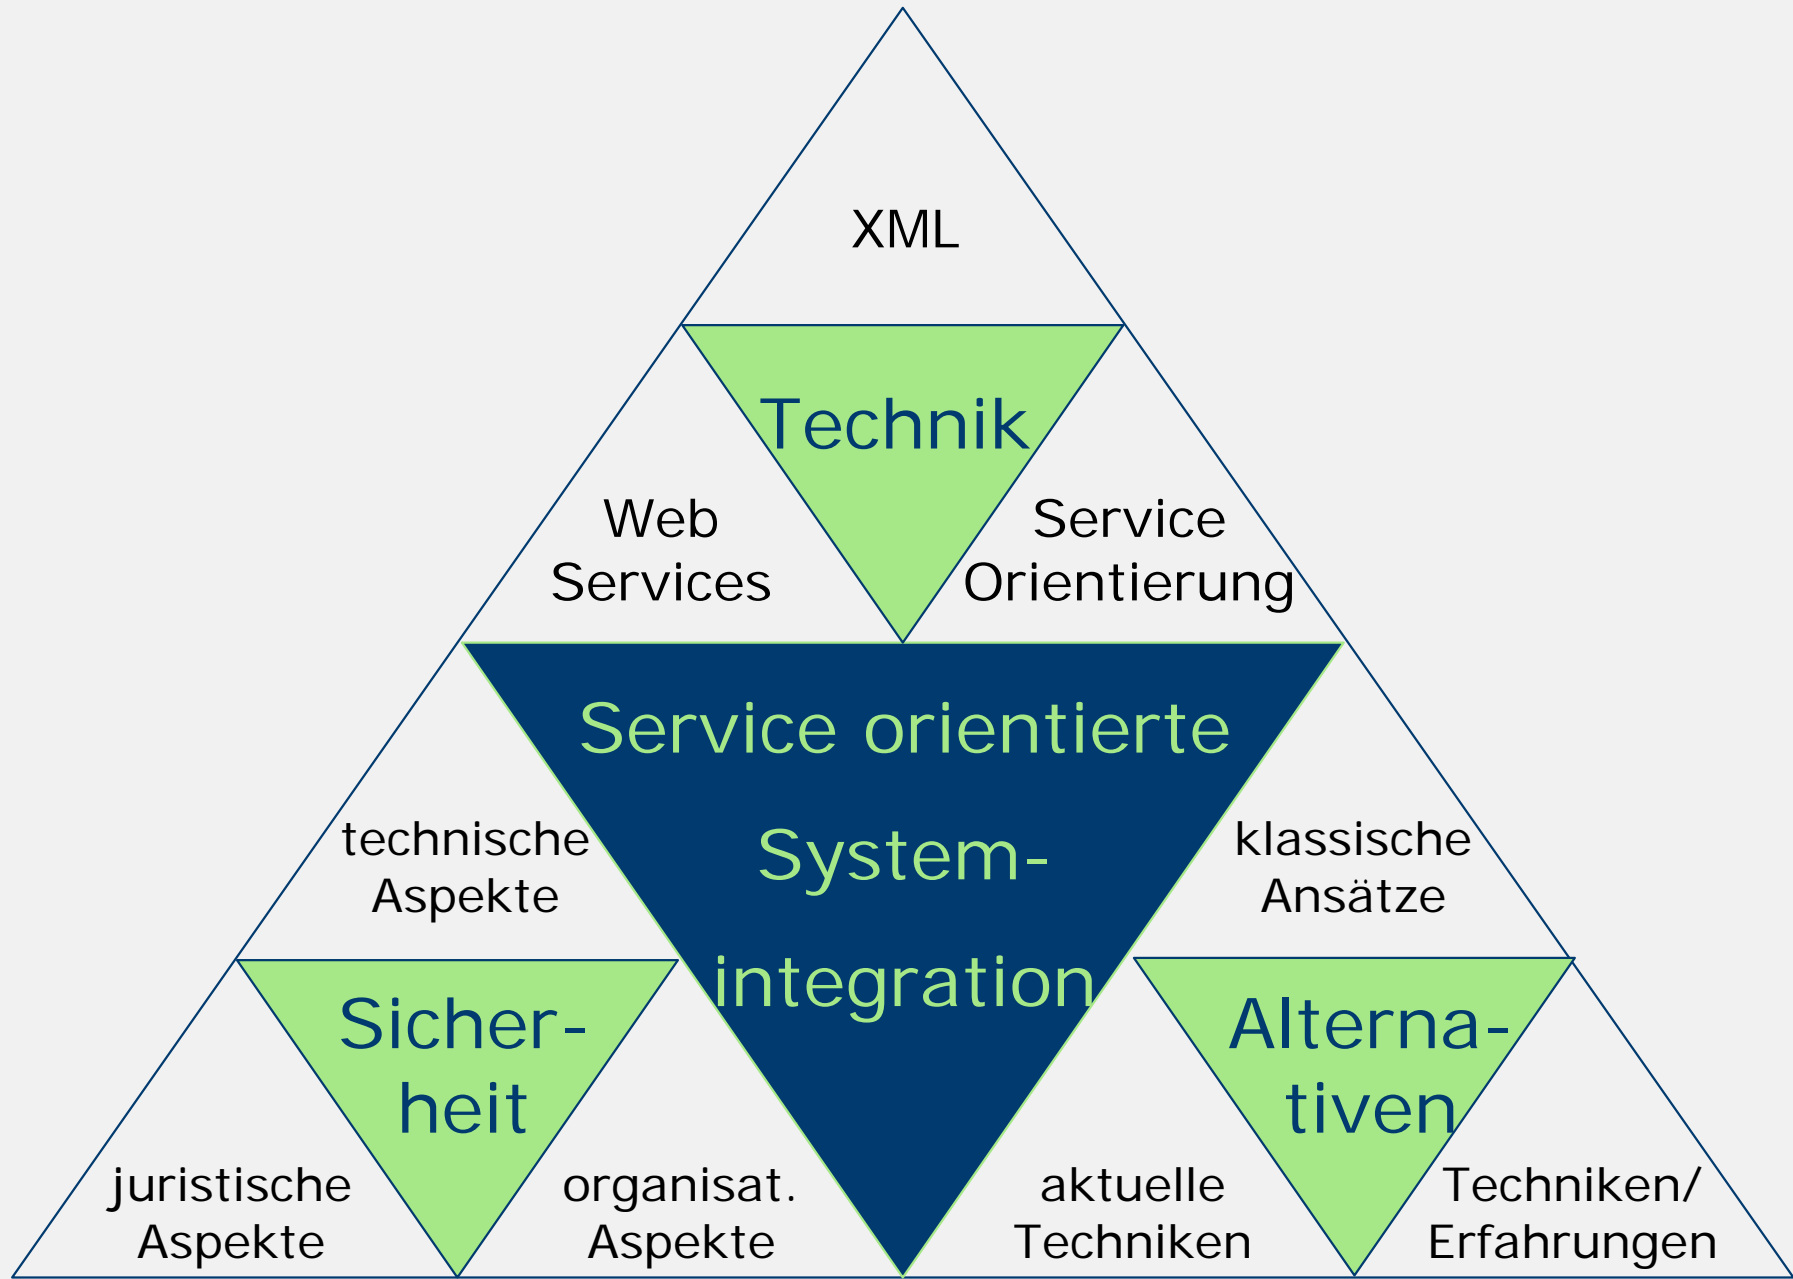 XML
Technik
Web
Services
Service
Orientierung
Service orientierte
System-
integration
technische
Aspekte
klassische
Ansätze
Sicher-
heit
Alterna-
tiven
juristische
Aspekte
organisat.
Aspekte
aktuelle
Techniken
Techniken/
Erfahrungen